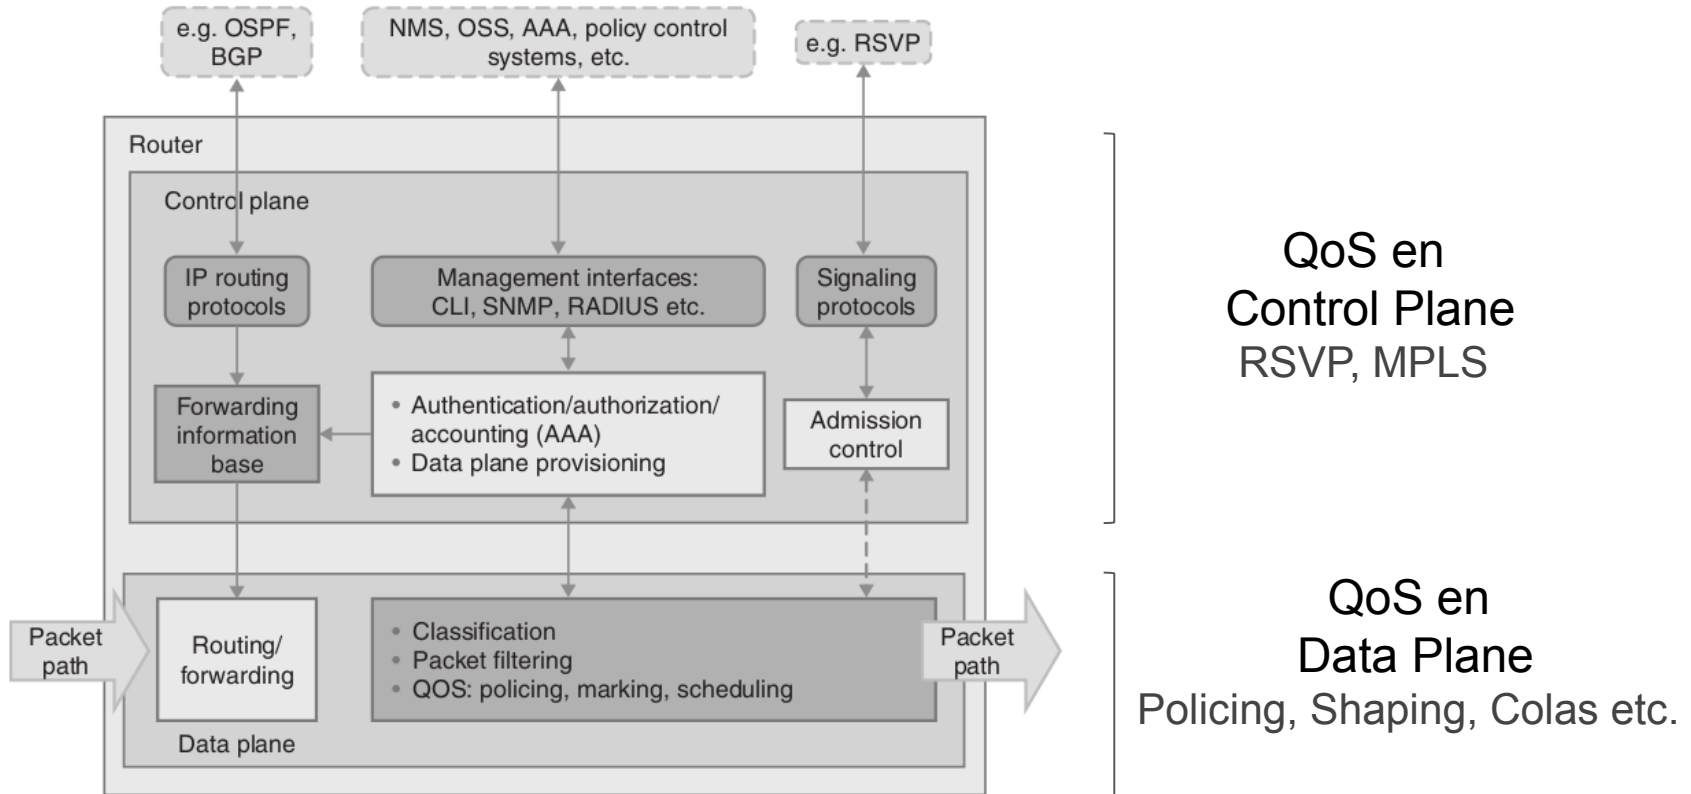 e.g. OSPF,
BGP
NMS, OSS, AAA, policy control
systems, etc.
e.g. RSVP
Router
Control plane
IP routing
protocols
Management interfaces:
CLI, SNMP, RADIUS etc.
Signaling
protocols
Forwarding
information
base
• Authentication/authorization/
accounting (AAA)
• Data plane provisioning
Admission
control
QoS en
Control Plane
RSVP, MPLS
Packet
path
Routing/
forwarding
Data plane
• Classification
• Packet filtering
• QOS: policing, marking, scheduling
Packet
path
QoS en
Data Plane
Policing, Shaping, Colas etc.